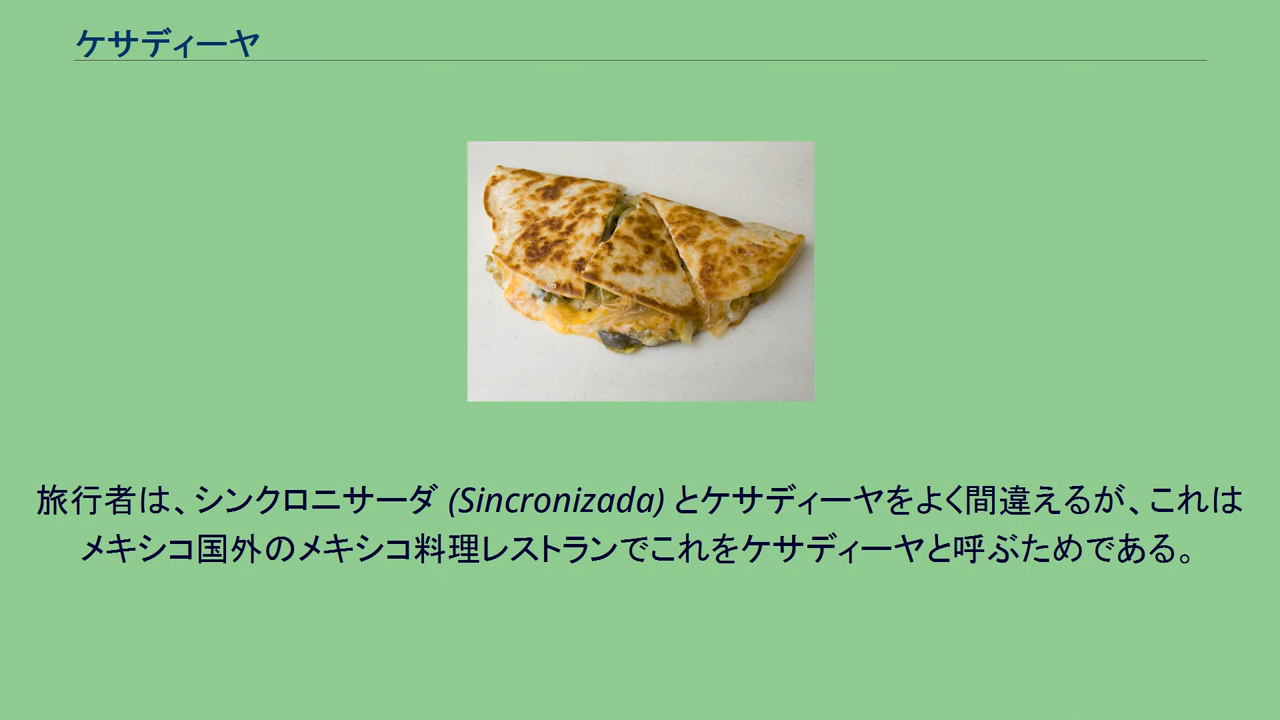 ケサディーヤ
旅行者は、シンクロニサーダ (Sincronizada) とケサディーヤをよく間違えるが、これは
メキシコ国外のメキシコ料理レストランでこれをケサディーヤと呼ぶためである。